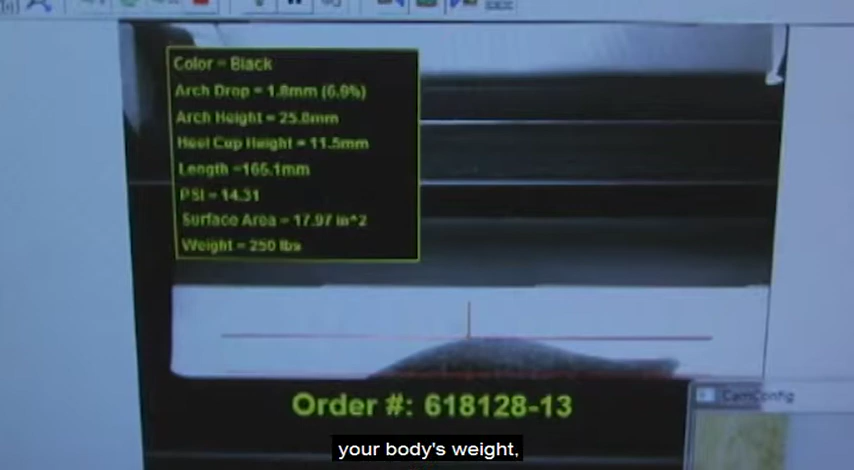 Color = Black
Arch Drop = 1.8mm (6.9%)
Arch Height = 25.8mm
Heel Cup Height = 11.5mm
Length =165.1mm
PSI = 14.31
Surface Area = 17.97 in^2
Weight = 250 lbs
Order #: 618128-13
CamConfig
your body's weight,